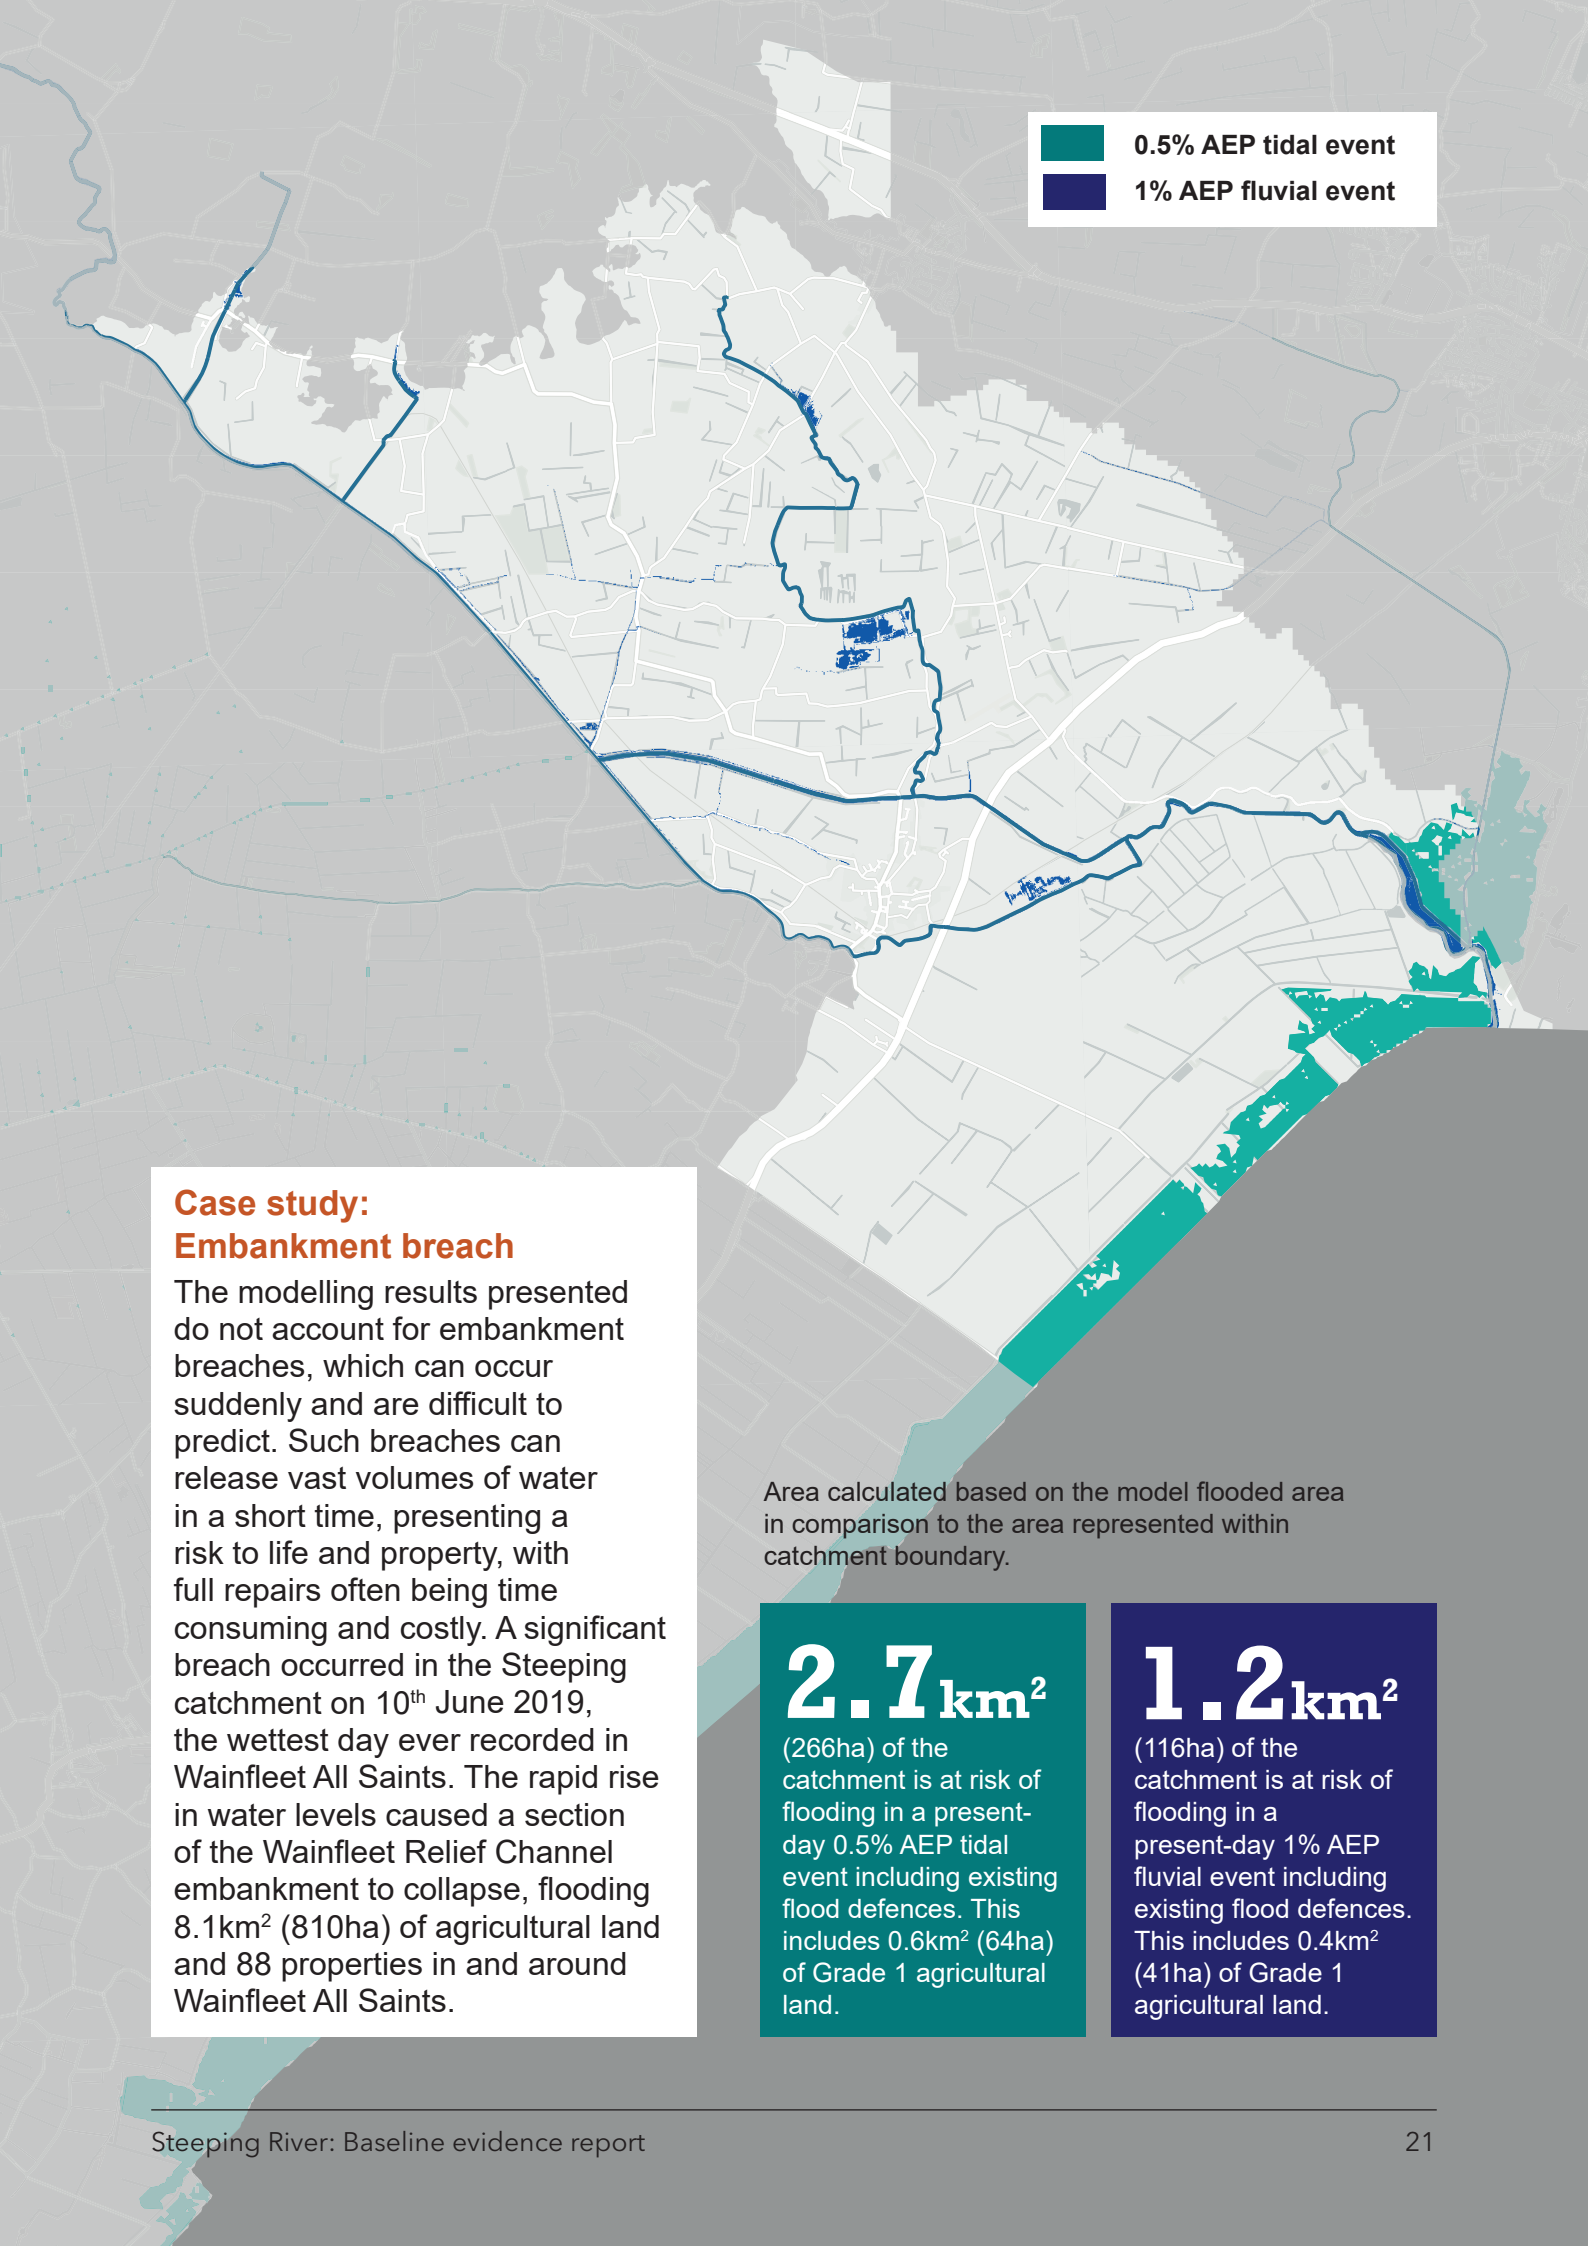 0.5% AEP tidal event
1% AEP fluvial event
Case study:
Embankment breach
The modelling results presented
do not account for embankment
breaches, which can occur
suddenly and are difficult to
predict. Such breaches can
release vast volumes of water
in a short time, presenting a
risk to life and property, with
full repairs often being time
consuming and costly. A significant
breach occurred in the Steeping
catchment on 10th June 2019,
the wettest day ever recorded in
Wainfleet All Saints. The rapid rise
in water levels caused a section
of the Wainfleet Relief Channel
embankment to collapse, flooding
8.1km² (810ha) of agricultural land
and 88 properties in and around
Wainfleet All Saints.
Area calculated based on the model flooded area
in comparison to the area represented within
catchment boundary.
2.7km²
(266ha) of the
catchment is at risk of
flooding in a present-
day 0.5% AEP tidal
event including existing
flood defences. This
includes 0.6km² (64ha)
of Grade 1 agricultural
land.
1.2km²
(116ha) of the
catchment is at risk of
flooding in a
present-day 1% AEP
fluvial event including
existing flood defences.
This includes 0.4km²
(41ha) of Grade 1
agricultural land.
Steeping River: Baseline evidence report
21